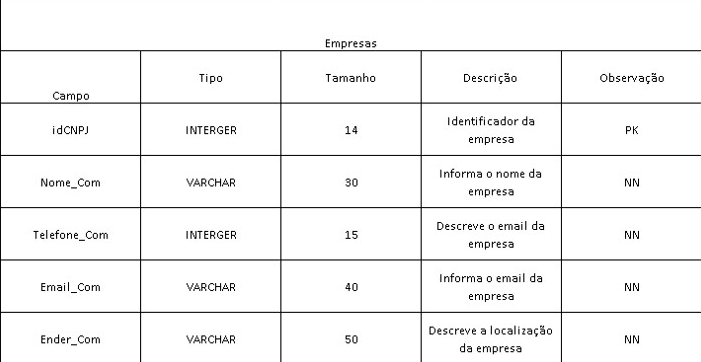 Empresas
Campo Tipo Tamanho Descrição Observação
idCNPJ INTERGER 14 Identificador da
empresa PK
Nome_Com VARCHAR 30 Informa o nome da
empresa NN
Telefone_Com INTERGER 15 Descreve o email da
empresa NN
Email_Com VARCHAR 40 Informa o email da
empresa NN
Ender_Com VARCHAR 50 Descreve a localização
da empresa NN